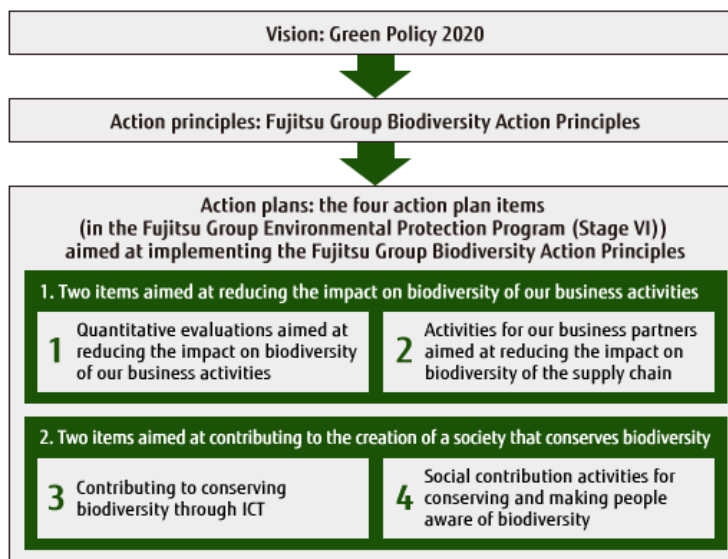 Vision: Green Policy 2020
Action principles: Fujitsu Group Biodiversity Action Principles
Action plans: the four action plan items
(in the Fujitsu Group Environmental Protection Program (Stage VI))
aimed at implementing the Fujitsu Group Biodiversity Action Principles
1. Two items aimed at reducing the impact on biodiversity of our business activities
1
Quantitative evaluations aimed at
reducing the impact on biodiversity
of our business activities
2
Activities for our business partners
aimed at reducing the impact on
biodiversity of the supply chain
2. Two items aimed at contributing to the creation of a society that conserves biodiversity
3
Contributing to conserving
biodiversity through ICT
4
Social contribution activities for
conserving and making people
aware of biodiversity